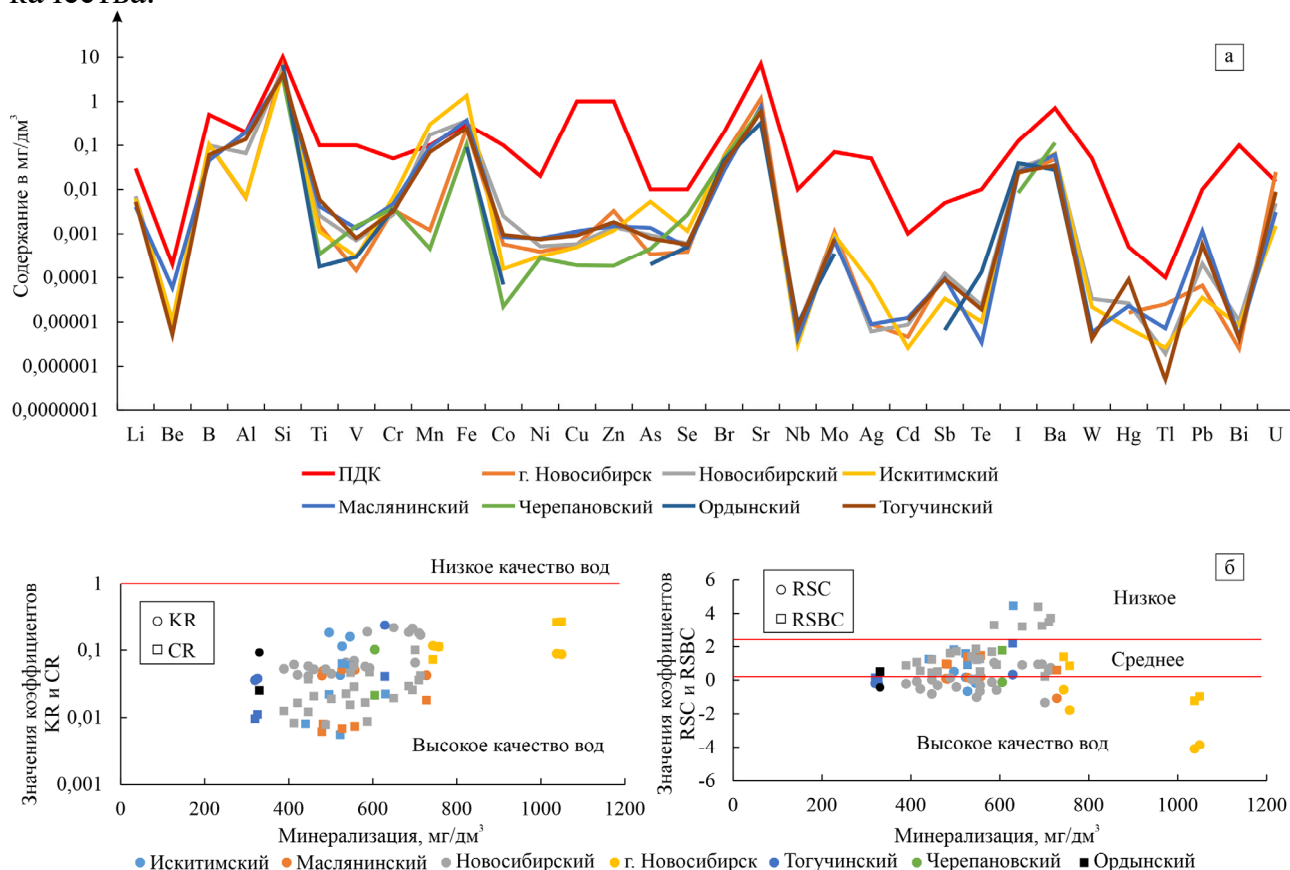 качества.
Содержание в мг/дм³
а
10
1
0,1
0,01
0,001
0,0001
0,00001
0,000001
0,0000001
Li Be B Al Si Ti V Cr Mn Fe Co Ni Cu Zn As Se Br Sr Nb Mo Ag Cd Sb Te I Ba W Hg Tl Pb Bi U
ПДК г. Новосибирск Новосибирский Искитимский
Маслянинский Черепановский Ордынский Тогучинский
Значения коэффициентов
KR и CR
1
0,1
0,01
0,001
Низкое качество вод
KR
CR
Высокое качество вод
0 200 400 600 800 1000 1200
Минерализация, мг/дм³
б
Значения коэффициентов
RSC и RSBC
6
4
2
0
-2
-4
-6
RSC
RSBC
Низкое
Среднее
Высокое качество вод
0 200 400 600 800 1000 1200
Минерализация, мг/дм³
Искитимский Маслянинский Новосибирский г. Новосибирск Тогучинский Черепановский Ордынский